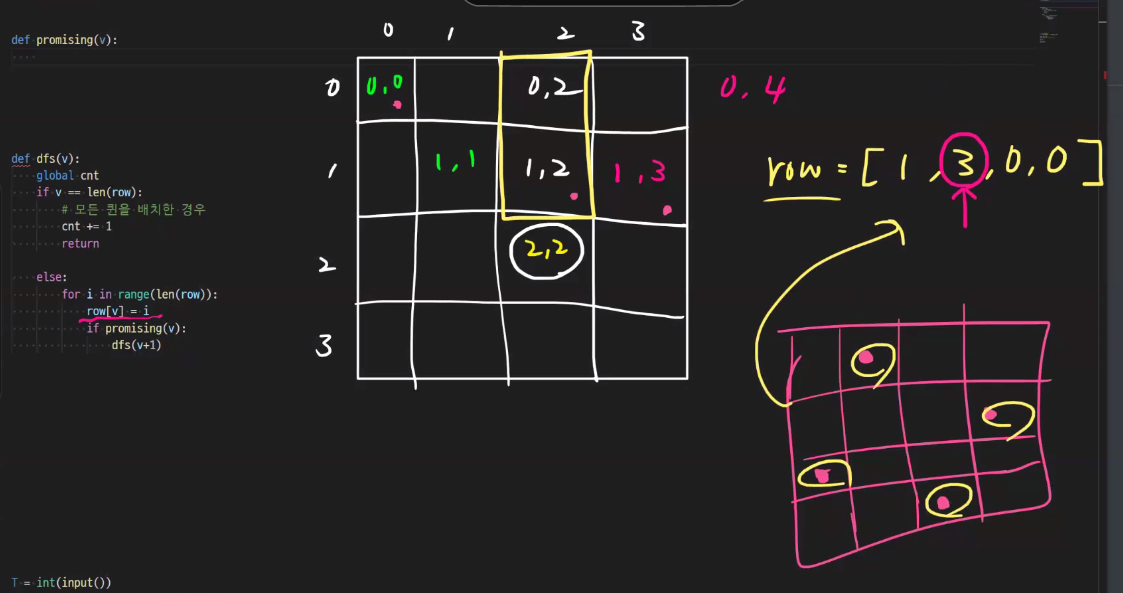 def promising(v):
0 1 2 3
0 0,0 0,2 0,4
1 1,1 1,2 1,3
row = [ 1 , 3 , 0 , 0 ]
def dfs(v):
global cnt
if v == len(row):
# 모든 퀸을 배치한 경우
cnt += 1
return
2 2,2
else:
for i in range(len(row)):
row[v] = i
if promising(v):
dfs(v+1)
3
T = int(input())